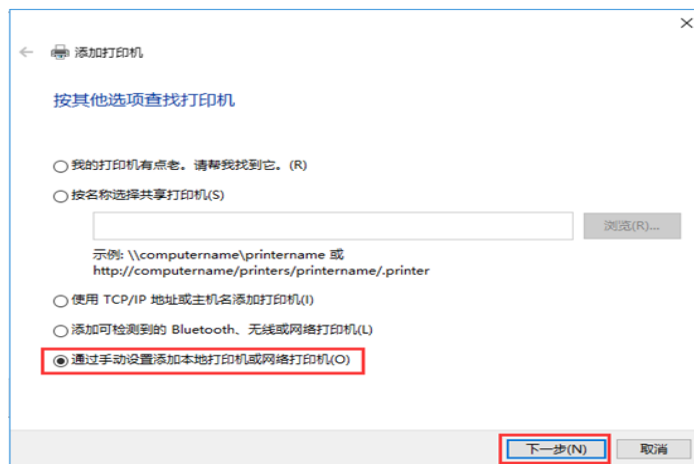 添加打印机
按其他选项查找打印机
我的打印机有点老。请帮我找到它。(R)
按名称选择共享打印机(S)
浏览(R)...
示例: \\computername\printername 或
http://computername/printers/printername/.printer
使用 TCP/IP 地址或主机名添加打印机(I)
添加可检测到的 Bluetooth、无线或网络打印机(L)
通过手动设置添加本地打印机或网络打印机(O)
下一步(N)
取消